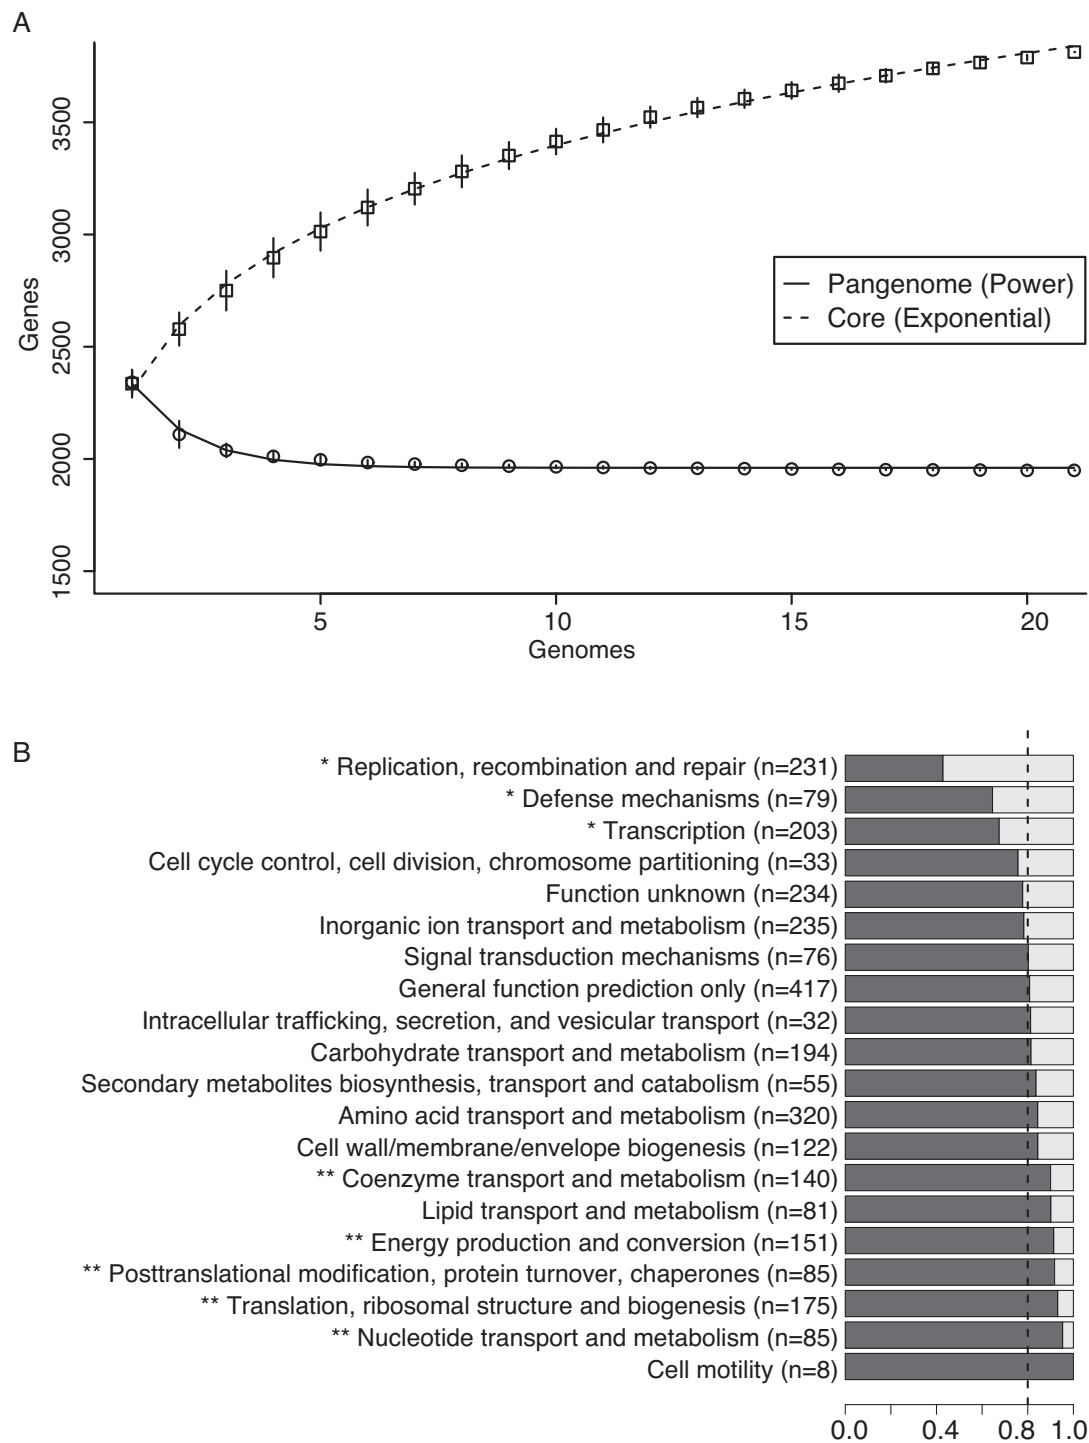 A
3500
3000
2500
2000
1500
Genes
Pangenome (Power)
Core (Exponential)
5
10
15
20
Genomes
B
* Replication, recombination and repair (n=231)
* Defense mechanisms (n=79)
* Transcription (n=203)
Cell cycle control, cell division, chromosome partitioning (n=33)
Function unknown (n=234)
Inorganic ion transport and metabolism (n=235)
Signal transduction mechanisms (n=76)
General function prediction only (n=417)
Intracellular trafficking, secretion, and vesicular transport (n=32)
Carbohydrate transport and metabolism (n=194)
Secondary metabolites biosynthesis, transport and catabolism (n=55)
Amino acid transport and metabolism (n=320)
Cell wall/membrane/envelope biogenesis (n=122)
** Coenzyme transport and metabolism (n=140)
Lipid transport and metabolism (n=81)
** Energy production and conversion (n=151)
** Posttranslational modification, protein turnover, chaperones (n=85)
** Translation, ribosomal structure and biogenesis (n=175)
** Nucleotide transport and metabolism (n=85)
Cell motility (n=8)
0.0 0.4 0.8 1.0